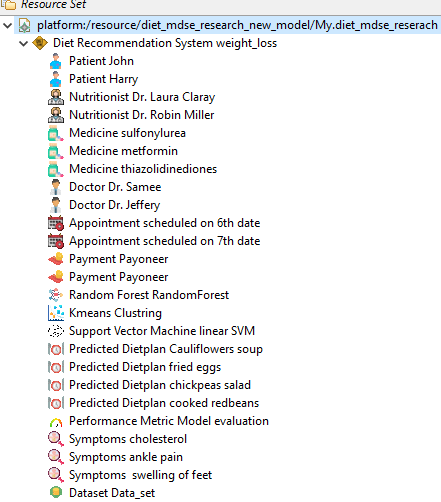 Resource Set
platform:/resource/diet_mdse_research_new_model/My.diet_mdse_reserach
Diet Recommendation System weight_loss
Patient John
Patient Harry
Nutritionist Dr. Laura Claray
Nutritionist Dr. Robin Miller
Medicine sulfonylurea
Medicine metformin
Medicine thiazolidinediones
Doctor Dr. Samee
Doctor Dr. Jeffery
Appointment scheduled on 6th date
Appointment scheduled on 7th date
Payment Payoneer
Payment Payoneer
Random Forest RandomForest
Kmeans Clustring
Support Vector Machine linear SVM
Predicted Dietplan Cauliflowers soup
Predicted Dietplan fried eggs
Predicted Dietplan chickpeas salad
Predicted Dietplan cooked redbeans
Performance Metric Model evaluation
Symptoms cholesterol
Symptoms ankle pain
Symptoms  swelling of feet
Dataset Data_set